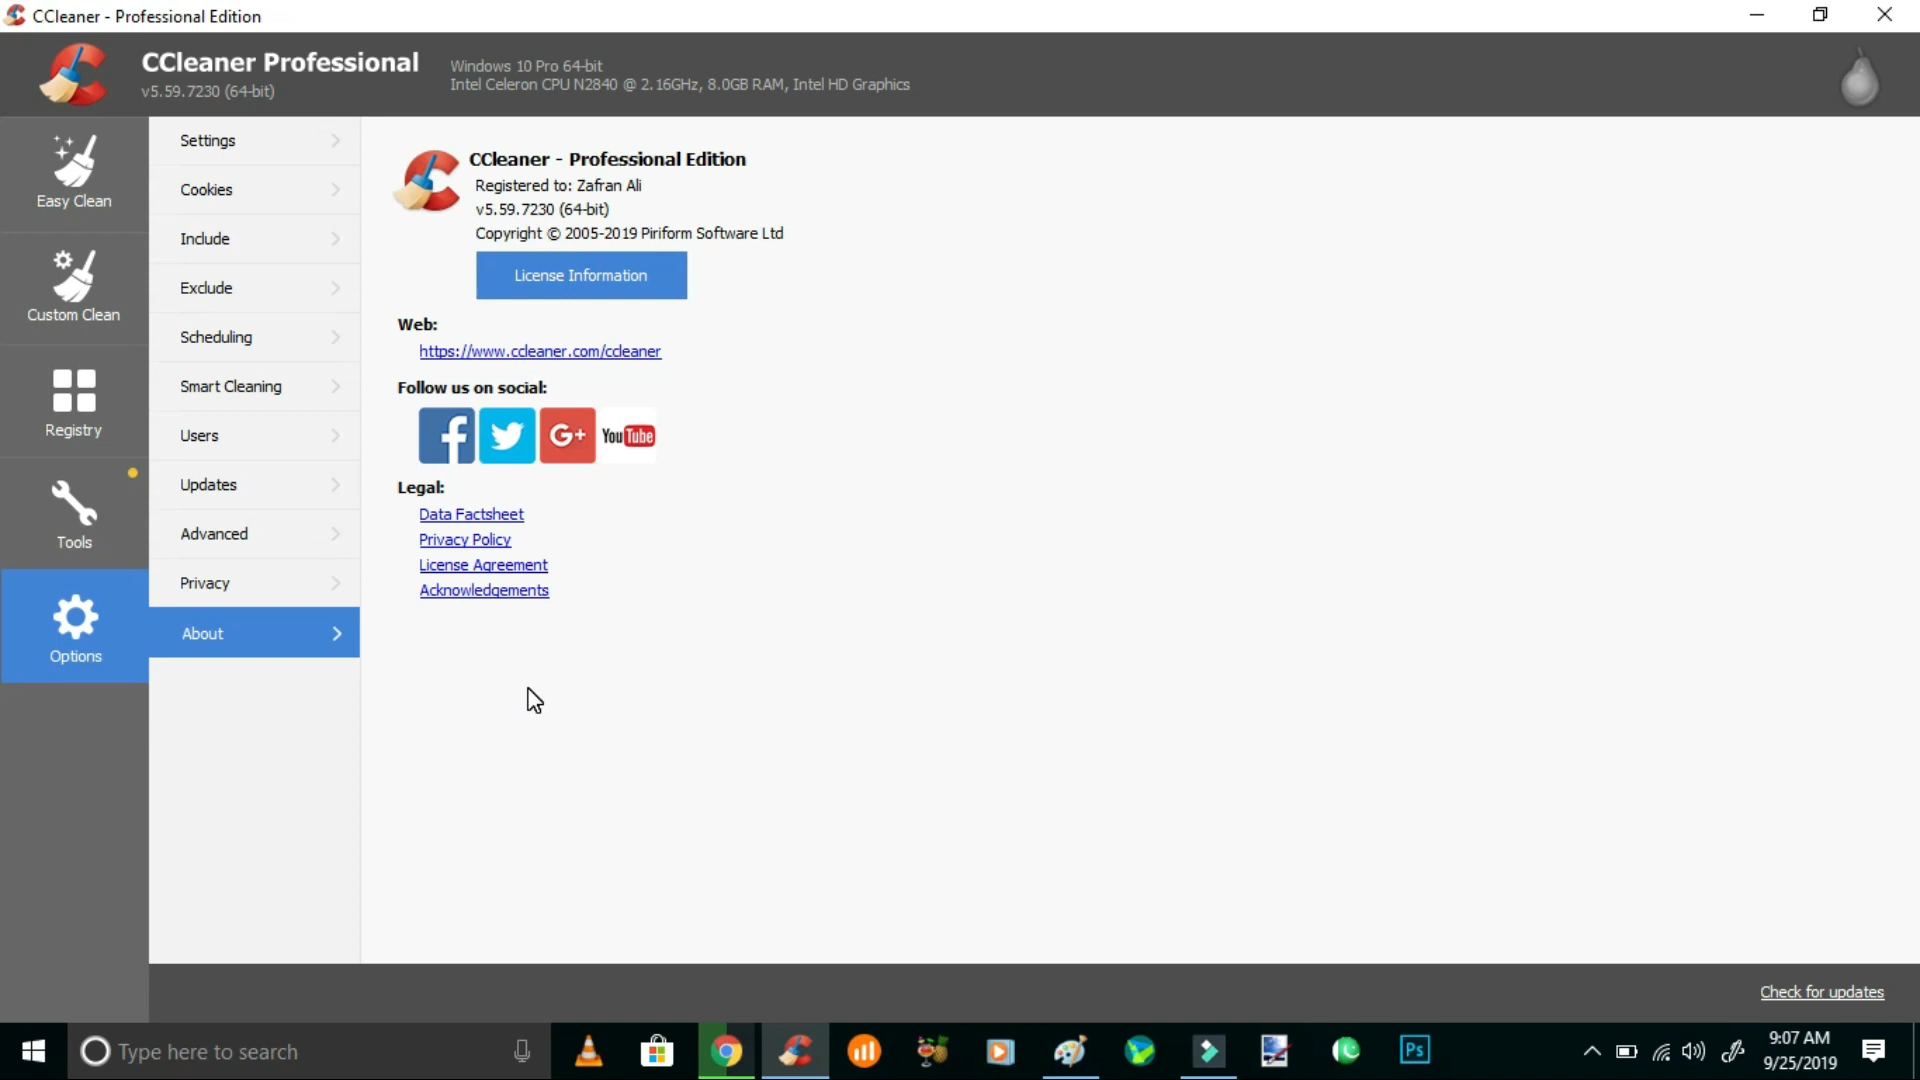 CCleaner - Professional Edition
CCleaner Professional
v5.59.7230 (64-bit)
Windows 10 Pro 64-bit
Intel Celeron CPU N2840 @ 2.16GHz, 8.0GB RAM, Intel HD Graphics
Easy Clean
Custom Clean
Registry
Tools
Options
Settings
Cookies
Include
Exclude
Scheduling
Smart Cleaning
Users
Updates
Advanced
Privacy
About
CCleaner - Professional Edition
Registered to: Zafran Ali
v5.59.7230 (64-bit)
Copyright © 2005-2019 Piriform Software Ltd
License Information
Web:
https://www.ccleaner.com/ccleaner
Follow us on social:
f
G+
YouTube
Legal:
Data Factsheet
Privacy Policy
License Agreement
Acknowledgements
Check for updates
Type here to search
Ps
9:07 AM
9/25/2019